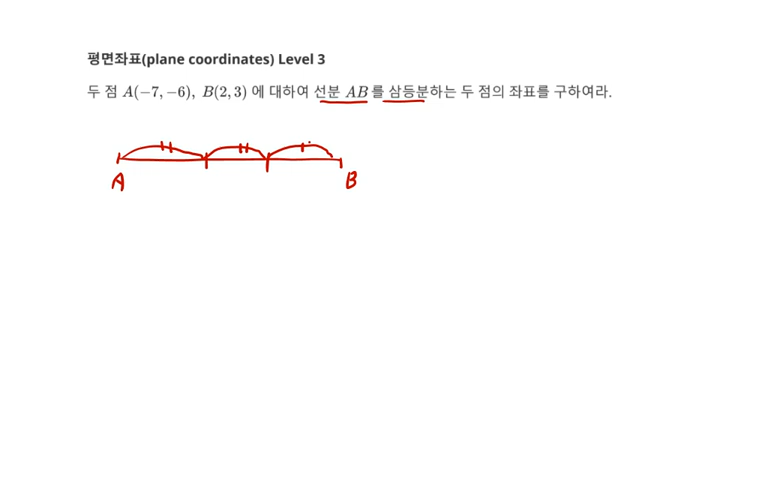 평면좌표(plane coordinates) Level 3
두 점 A(−7, −6), B(2, 3) 에 대하여 선분 AB 를 삼등분하는 두 점의 좌표를 구하여라.
A B